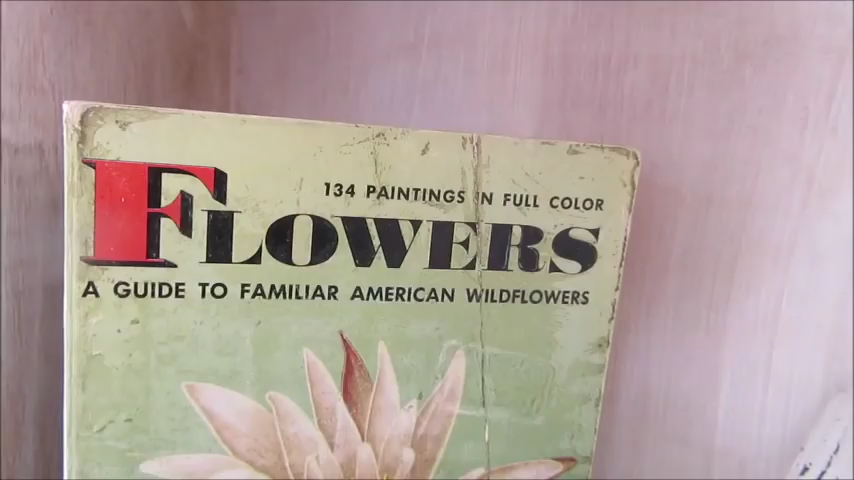 134 PAINTINGS IN FULL COLOR
FLOWERS
A GUIDE TO FAMILIAR AMERICAN WILDFLOWERS